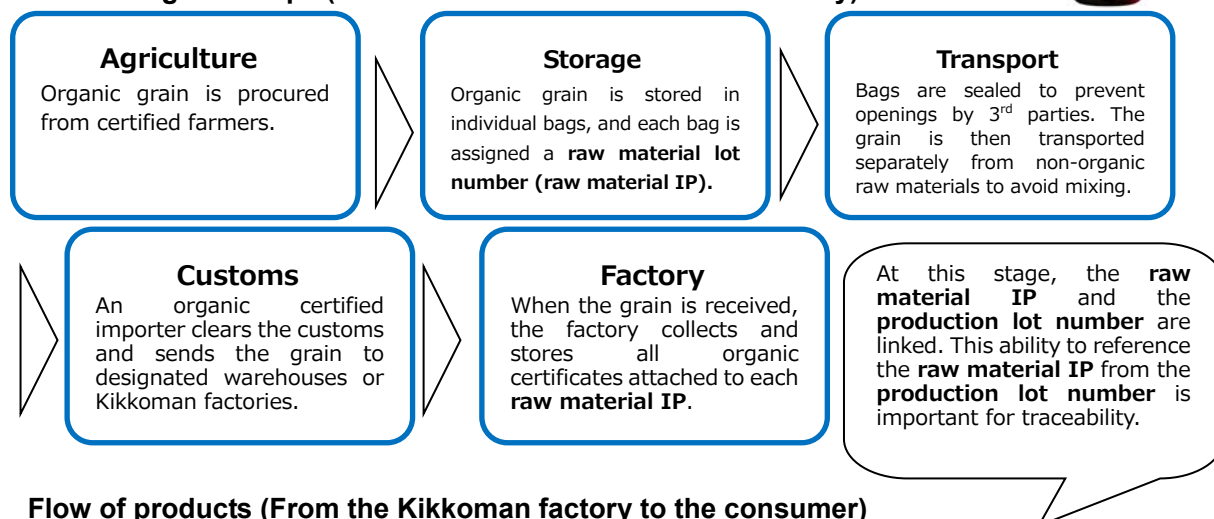 Agriculture
Organic grain is procured
from certified farmers.
Storage
Organic grain is stored in
individual bags, and each bag is
assigned a raw material lot
number (raw material IP).
Transport
Bags are sealed to prevent
openings by 3rd parties. The
grain is then transported
separately from non-organic
raw materials to avoid mixing.
Customs
An organic certified
importer clears the customs
and sends the grain to
designated warehouses or
Kikkoman factories.
Factory
When the grain is received,
the factory collects and
stores all organic
certificates attached to each
raw material IP.
At this stage, the raw
material IP and the
production lot number are
linked. This ability to reference
the raw material IP from the
production lot number is
important for traceability.
Flow of products (From the Kikkoman factory to the consumer)